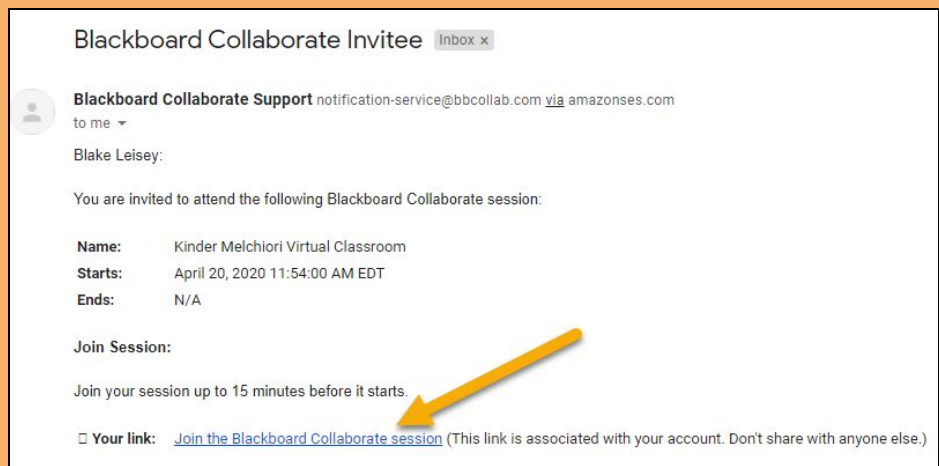 Blackboard Collaborate Invitee Inbox x
Blackboard Collaborate Support notification-service@bbcollab.com via amazonses.com
to me
Blake Leisey:
You are invited to attend the following Blackboard Collaborate session:
Name: Kinder Melchiori Virtual Classroom
Starts: April 20, 2020 11:54:00 AM EDT
Ends: N/A
Join Session:
Join your session up to 15 minutes before it starts.
Your link: Join the Blackboard Collaborate session (This link is associated with your account. Don't share with anyone else.)